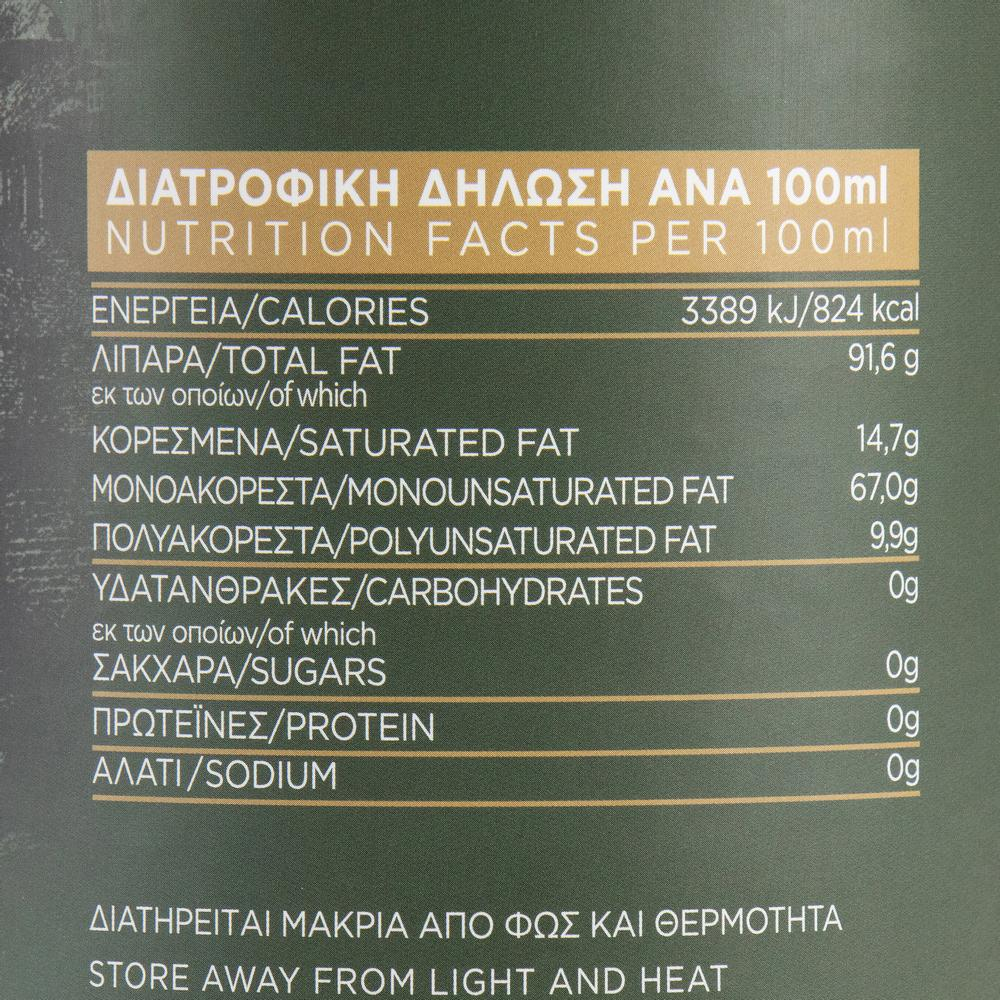 ΔΙΑΤΡΟΦΙΚΗ ΔΗΛΩΣΗ ΑΝΑ 100ml
NUTRITION FACTS PER 100ml
ΕΝΕΡΓΕΙΑ/CALORIES 3389 kJ/824 kcal
ΛΙΠΑΡΑ/TOTAL FAT 91,6 g
εκ των οποίων/of which
ΚΟΡΕΣΜΕΝΑ/SATURATED FAT 14,7g
ΜΟΝΟΑΚΟΡΕΣΤΑ/MONOUNSATURATED FAT 67,0g
ΠΟΛΥΑΚΟΡΕΣΤΑ/POLYUNSATURATED FAT 9,9g
ΥΔΑΤΑΝΘΡΑΚΕΣ/CARBOHYDRATES 0g
εκ των οποίων/of which
ΣΑΚΧΑΡΑ/SUGARS 0g
ΠΡΩΤΕΪΝΕΣ/PROTEIN 0g
ΑΛΑΤΙ/SODIUM 0g
ΔΙΑΤΗΡΕΙΤΑΙ ΜΑΚΡΙΑ ΑΠΟ ΦΩΣ ΚΑΙ ΘΕΡΜΟΤΗΤΑ
STORE AWAY FROM LIGHT AND HEAT